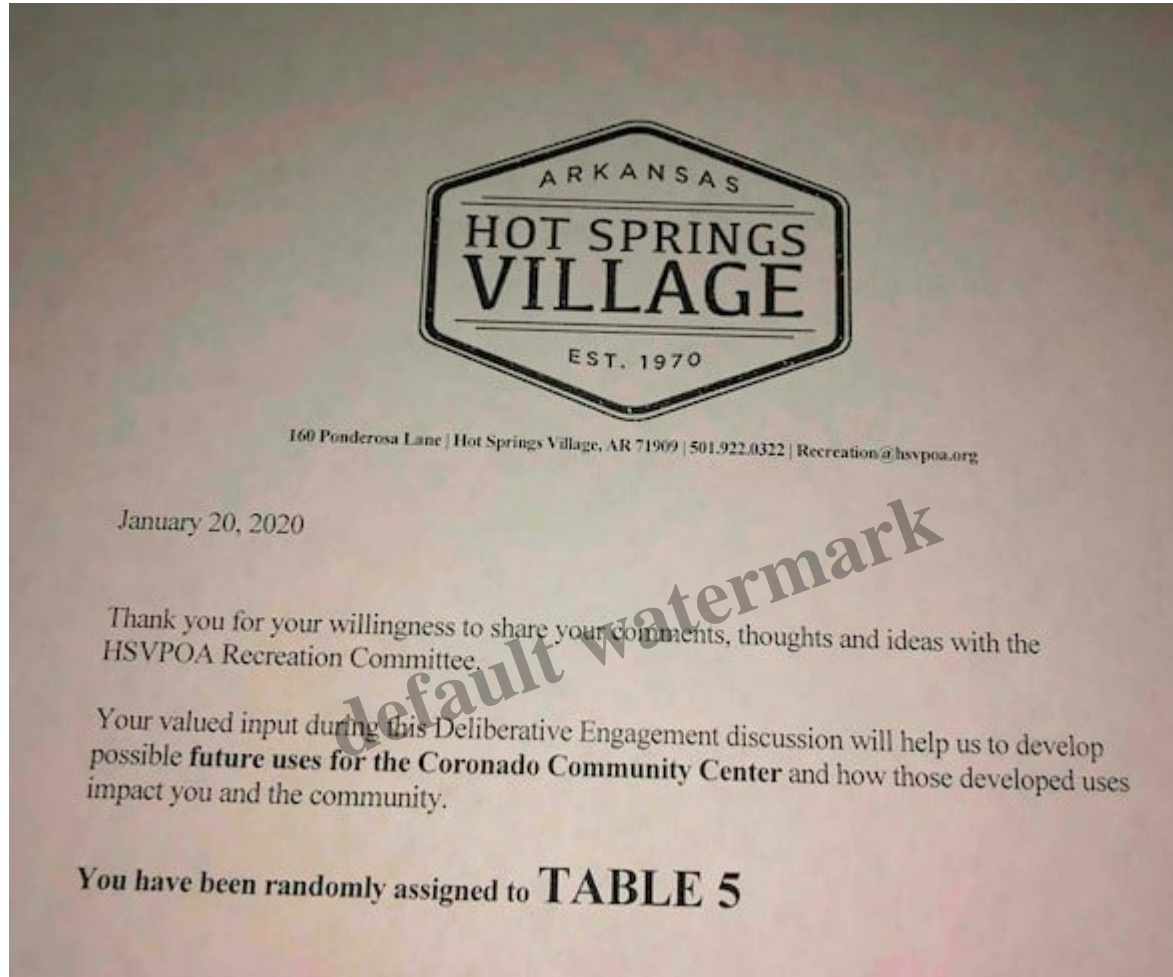 ARKANSAS
HOT SPRINGS
VILLAGE
EST. 1970
160 Ponderosa Lane | Hot Springs Village, AR 71909 | 501.922.0322 | Recreation@hsvpoa.org
January 20, 2020
Thank you for your willingness to share your comments, thoughts and ideas with the
HSVPOA Recreation Committee.
Your valued input during this Deliberative Engagement discussion will help us to develop
possible future uses for the Coronado Community Center and how those developed uses
impact you and the community.
You have been randomly assigned to TABLE 5
default watermark